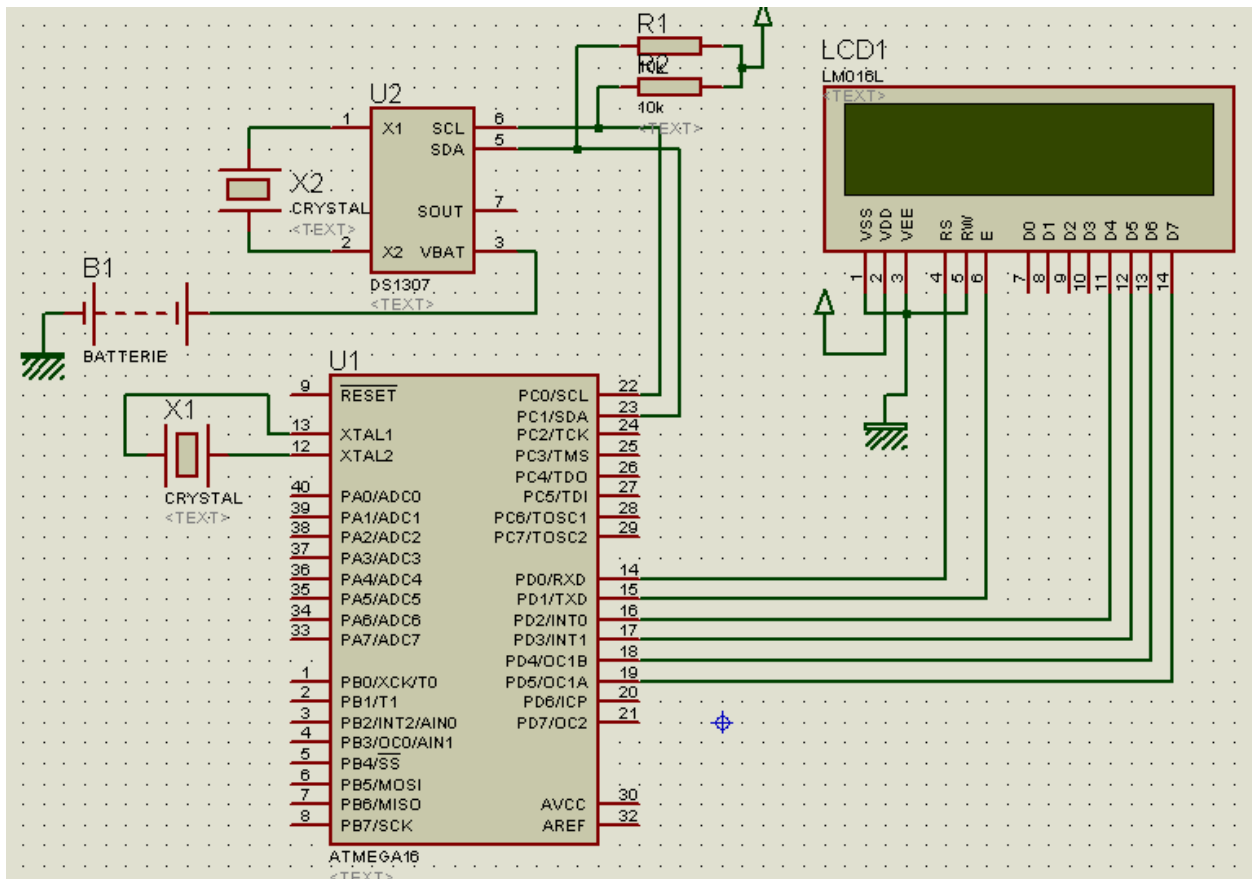 R1
10k
R2
10k
<TEXT>
LCD1
LM016L
<TEXT>
VSS
VDD
VEE
RS
RW
E
D0
D1
D2
D3
D4
D5
D6
D7
1
2
3
4
5
6
7
8
9
10
11
12
13
14
U2
1
X1
SCL
6
SDA
5
SOUT
7
2
X2
VBAT
3
DS1307
<TEXT>
X2
CRYSTAL
<TEXT>
B1
BATTERIE
X1
CRYSTAL
<TEXT>
U1
9
RESET
13
XTAL1
12
XTAL2
40
PA0/ADC0
39
PA1/ADC1
38
PA2/ADC2
37
PA3/ADC3
36
PA4/ADC4
35
PA5/ADC5
34
PA6/ADC6
33
PA7/ADC7
1
PB0/XCK/T0
2
PB1/T1
3
PB2/INT2/AIN0
4
PB3/OC0/AIN1
5
PB4/SS
6
PB5/MOSI
7
PB6/MISO
8
PB7/SCK
PC0/SCL
22
PC1/SDA
23
PC2/TCK
24
PC3/TMS
25
PC4/TDO
26
PC5/TDI
27
PC6/TOSC1
28
PC7/TOSC2
29
PD0/RXD
14
PD1/TXD
15
PD2/INT0
16
PD3/INT1
17
PD4/OC1B
18
PD5/OC1A
19
PD6/ICP
20
PD7/OC2
21
AVCC
30
AREF
32
ATMEGA16
<TEXT>